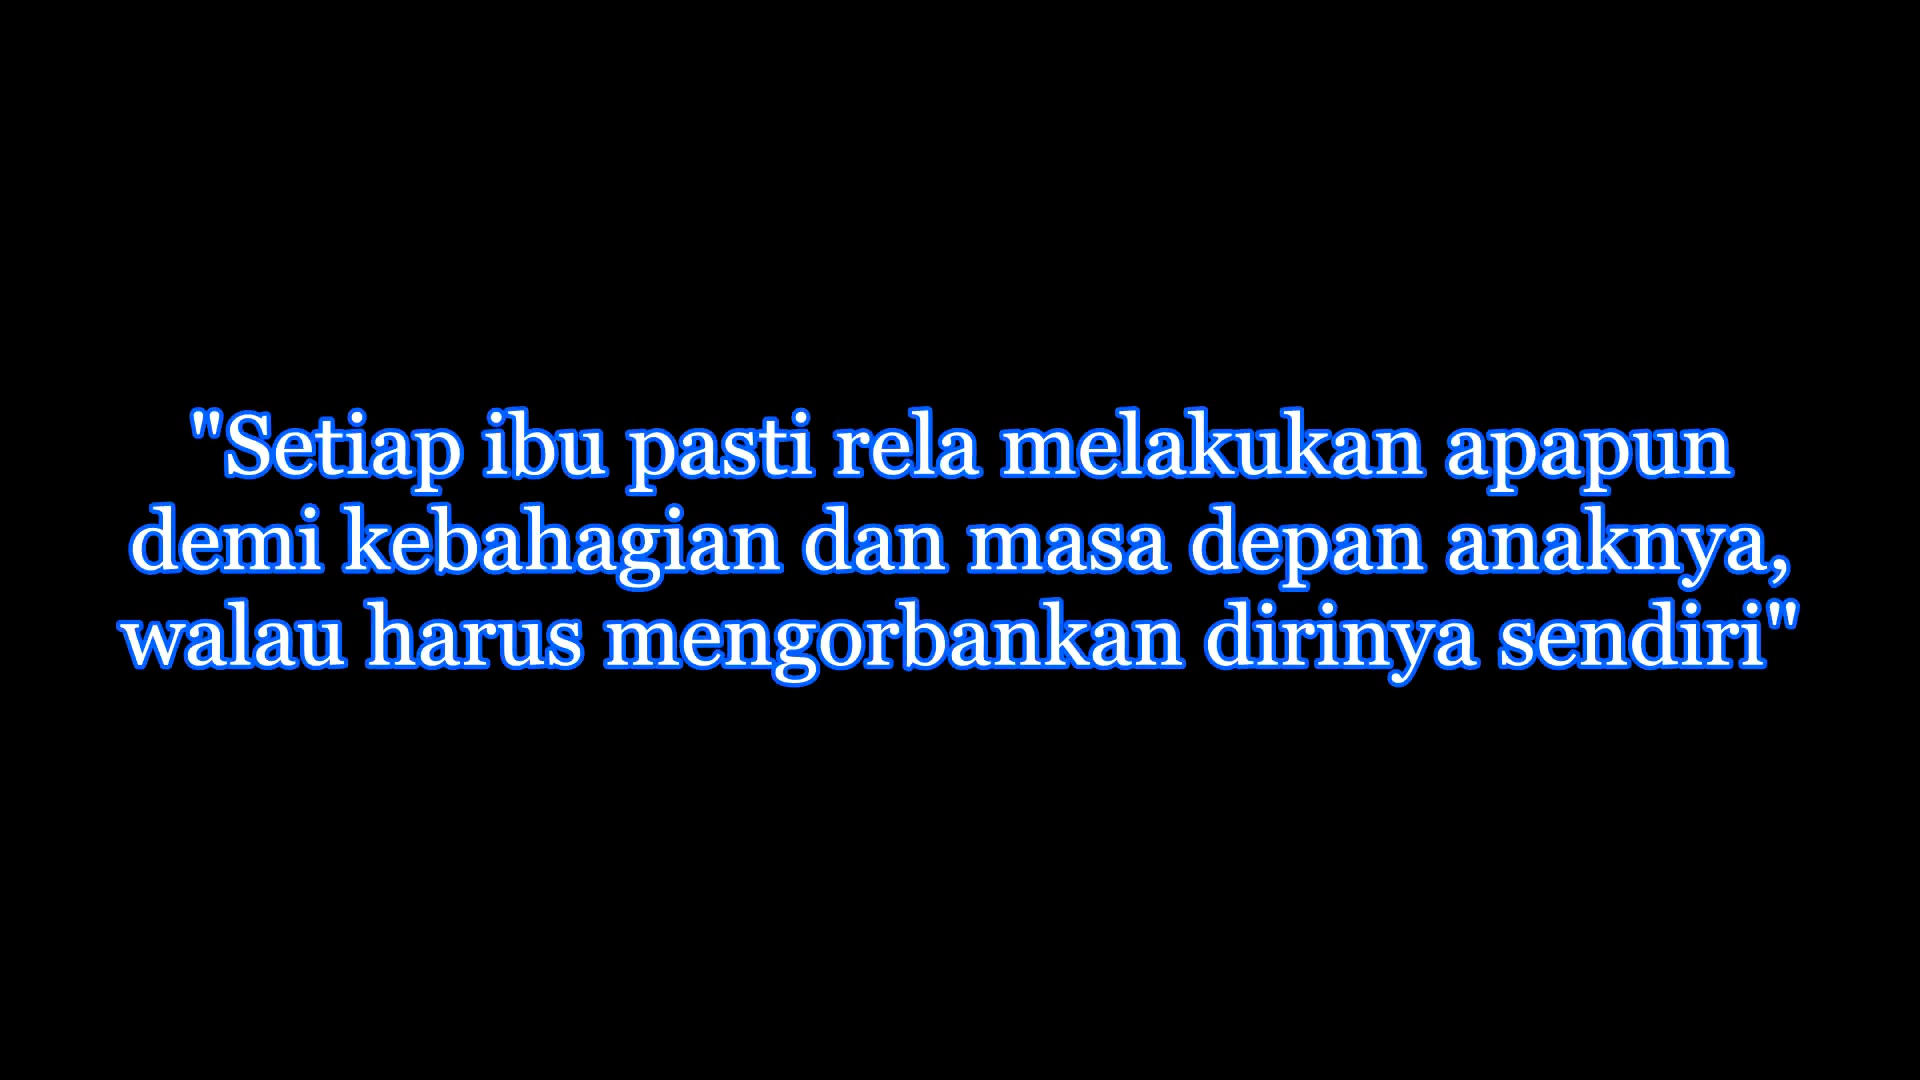 "Setiap ibu pasti rela melakukan apapun
demi kebahagian dan masa depan anaknya,
walau harus mengorbankan dirinya sendiri"